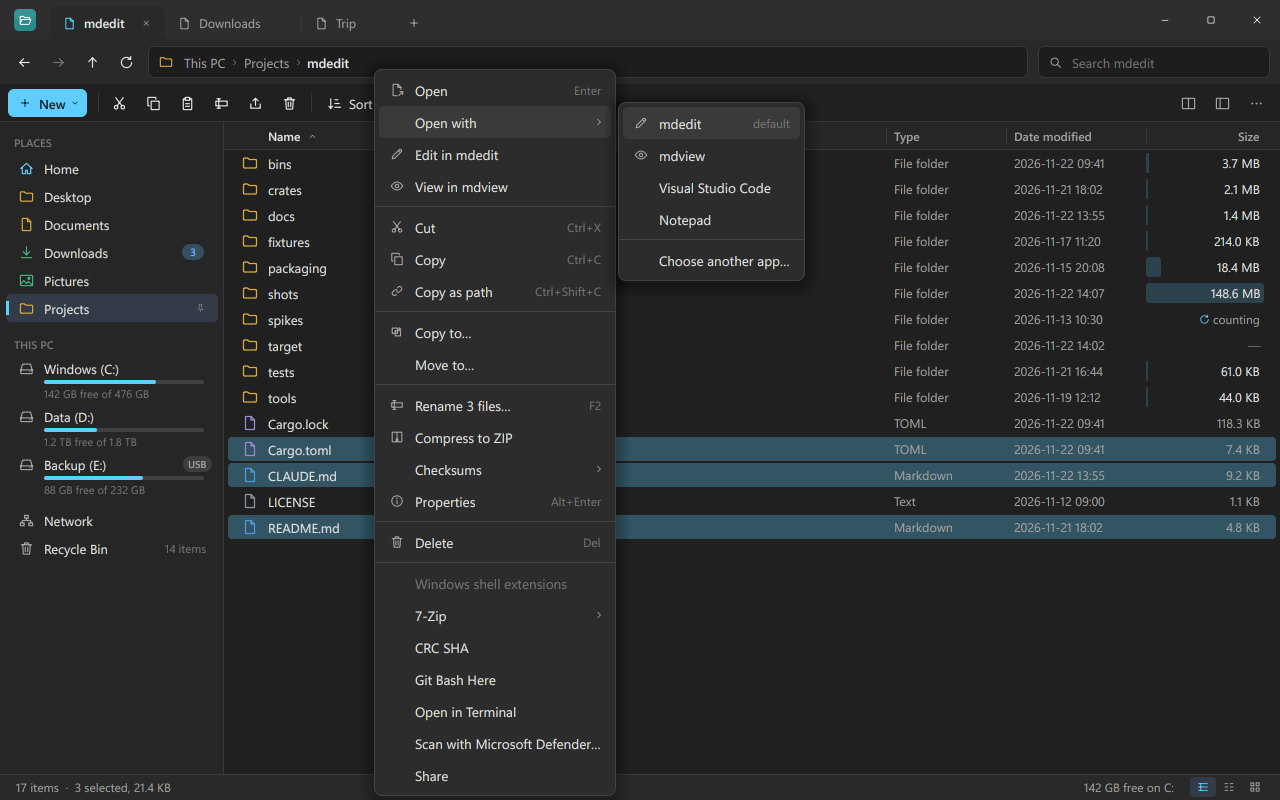 mdedit
Downloads
Trip
This PC
Projects
mdedit
Search mdedit
New
Sort
PLACES
Home
Desktop
Documents
Downloads 3
Pictures
Projects
THIS PC
Windows (C:)
142 GB free of 476 GB
Data (D:)
1.2 TB free of 1.8 TB
Backup (E:) USB
88 GB free of 232 GB
Network
Recycle Bin 14 items
Name Type Date modified Size
bins File folder 2026-11-22 09:41 3.7 MB
crates File folder 2026-11-21 18:02 2.1 MB
docs File folder 2026-11-22 13:55 1.4 MB
fixtures File folder 2026-11-17 11:20 214.0 KB
packaging File folder 2026-11-15 20:08 18.4 MB
shots File folder 2026-11-22 14:07 148.6 MB
spikes File folder 2026-11-13 10:30 counting
target File folder 2026-11-22 14:02 —
tests File folder 2026-11-21 16:44 61.0 KB
tools File folder 2026-11-19 12:12 44.0 KB
Cargo.lock TOML 2026-11-22 09:41 118.3 KB
Cargo.toml TOML 2026-11-22 09:41 7.4 KB
CLAUDE.md Markdown 2026-11-22 13:55 9.2 KB
LICENSE Text 2026-11-12 09:00 1.1 KB
README.md Markdown 2026-11-21 18:02 4.8 KB
Open Enter
Open with
Edit in mdedit
View in mdview
Cut Ctrl+X
Copy Ctrl+C
Copy as path Ctrl+Shift+C
Copy to...
Move to...
Rename 3 files... F2
Compress to ZIP
Checksums
Properties Alt+Enter
Delete Del
Windows shell extensions
7-Zip
CRC SHA
Git Bash Here
Open in Terminal
Scan with Microsoft Defender...
Share
mdedit default
mdview
Visual Studio Code
Notepad
Choose another app...
17 items · 3 selected, 21.4 KB
142 GB free on C: